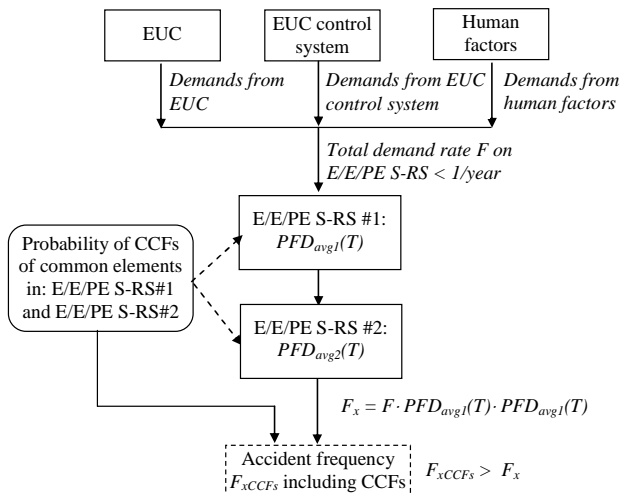 EUC
EUC control
system
Human
factors
Demands from
EUC
Demands from EUC
control system
Demands from
human factors
Total demand rate F on
E/E/PE S-RS < 1/year
E/E/PE S-RS #1:
PFDavg1(T)
Probability of CCFs
of common elements
in: E/E/PE S-RS#1
and E/E/PE S-RS#2
E/E/PE S-RS #2:
PFDavg2(T)
Fx = F · PFDavg1(T)· PFDavg1(T)
Accident frequency
FxCCFs including CCFs
FxCCFs > Fx